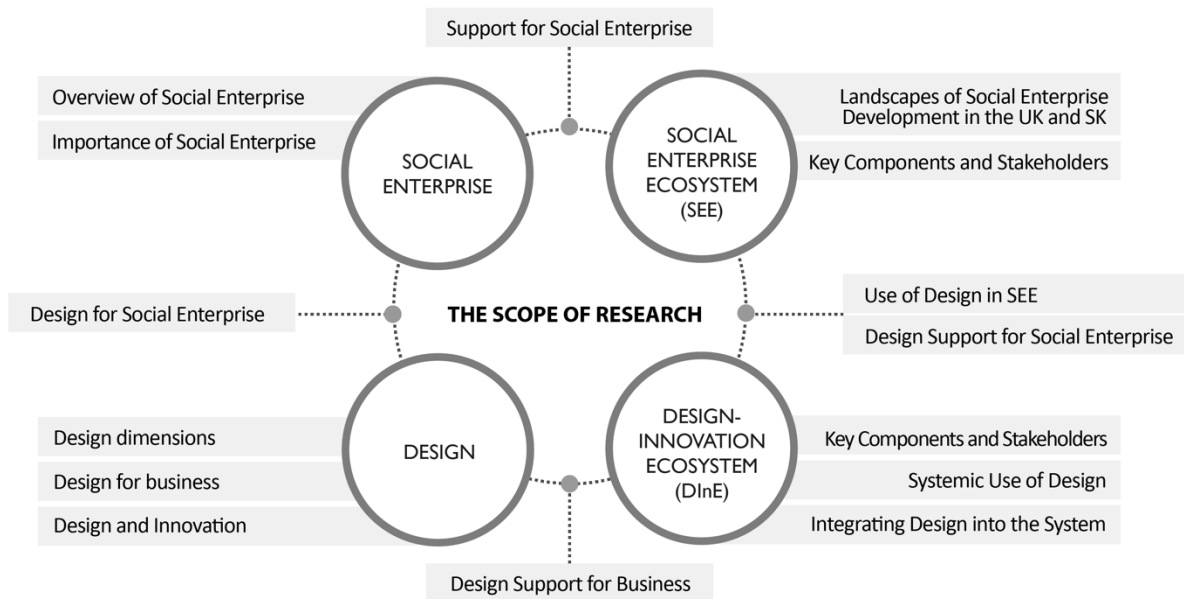 Support for Social Enterprise
Overview of Social Enterprise
Importance of Social Enterprise
SOCIAL
ENTERPRISE
SOCIAL
ENTERPRISE
ECOSYSTEM
(SEE)
Landscapes of Social Enterprise
Development in the UK and SK
Key Components and Stakeholders
Design for Social Enterprise
THE SCOPE OF RESEARCH
Use of Design in SEE
Design Support for Social Enterprise
Design dimensions
Design for business
Design and Innovation
DESIGN
DESIGN-
INNOVATION
ECOSYSTEM
(DInE)
Key Components and Stakeholders
Systemic Use of Design
Integrating Design into the System
Design Support for Business